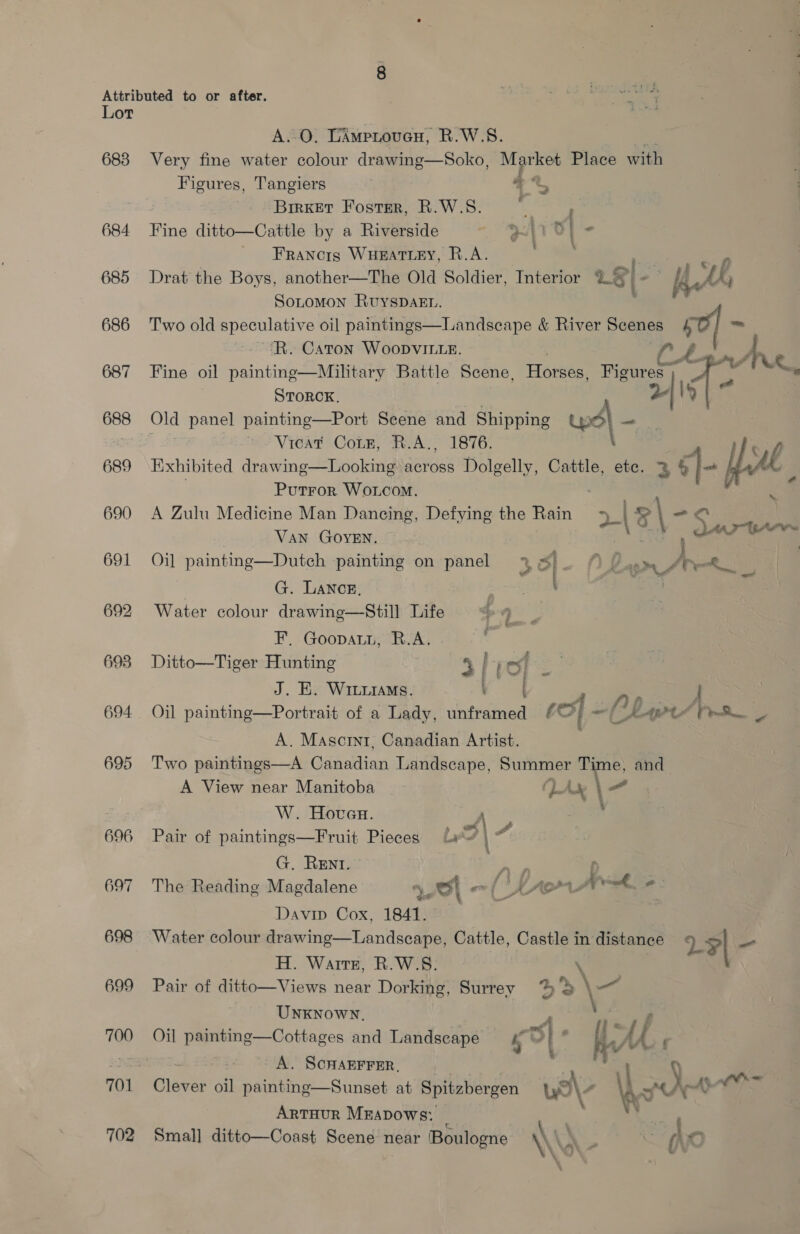 8
Attributed to or after.
Lot
A. O. LAMPLOUGH, R.W.S.
683 Very fine water colour drawing—Soko, Market Place with
Figures, Tangiers
BIRKET FOSTER, R.W.S.
684 Fine ditto—Cattle by a Riverside
FRANCIS WHEATLEY, R.A.
685 Drat the Boys, another—The Old Soldier, Interior
SOLOMON RUYSDAEL.
686 Two old speculative oil paintings—Landscape & River Scenes
R. CATON WOODVILLE.
687 Fine oil painting—Military Battle Scene, Horses, Figures
STORCK.
688 Old panel painting—Port Scene and Shipping
VICAT COLE, R.A., 1876.
689 Exhibited drawing—Looking across Dolgelly, Cattle, etc.
PUTFOR WOLCOM.
690 A Zulu Medicine Man Dancing, Defying the Rain
VAN GOYEN.
691 Oil painting—Dutch painting on panel
G. LANCE.
692 Water colour drawing—Still Life
F. GOODALL, R.A.
693 Ditto—Tiger Hunting
J. E. WILLIAMS.
694 Oil painting—Portrait of a Lady, unframed
A. MASCINI, Canadian Artist.
695 Two paintings—A Canadian Landscape, Summer Time, and
A View near Manitoba
W. HOUGH.
696 Pair of paintings—Fruit Pieces
G. RENI.
697 The Reading Magdalene
DAVID COX, 1841.
698 Water colour drawing—Landscape, Cattle, Castle in distance
H. WAITE, R.W.S.
699 Pair of ditto—Views near Dorking, Surrey
UNKNOWN.
700 Oil painting—Cottages and Landscape
A. SCHAEFFER.
701 Clever oil painting—Sunset at Spitzbergen
ARTHUR MEADOWS.
702 Small ditto—Coast Scene near Boulogne